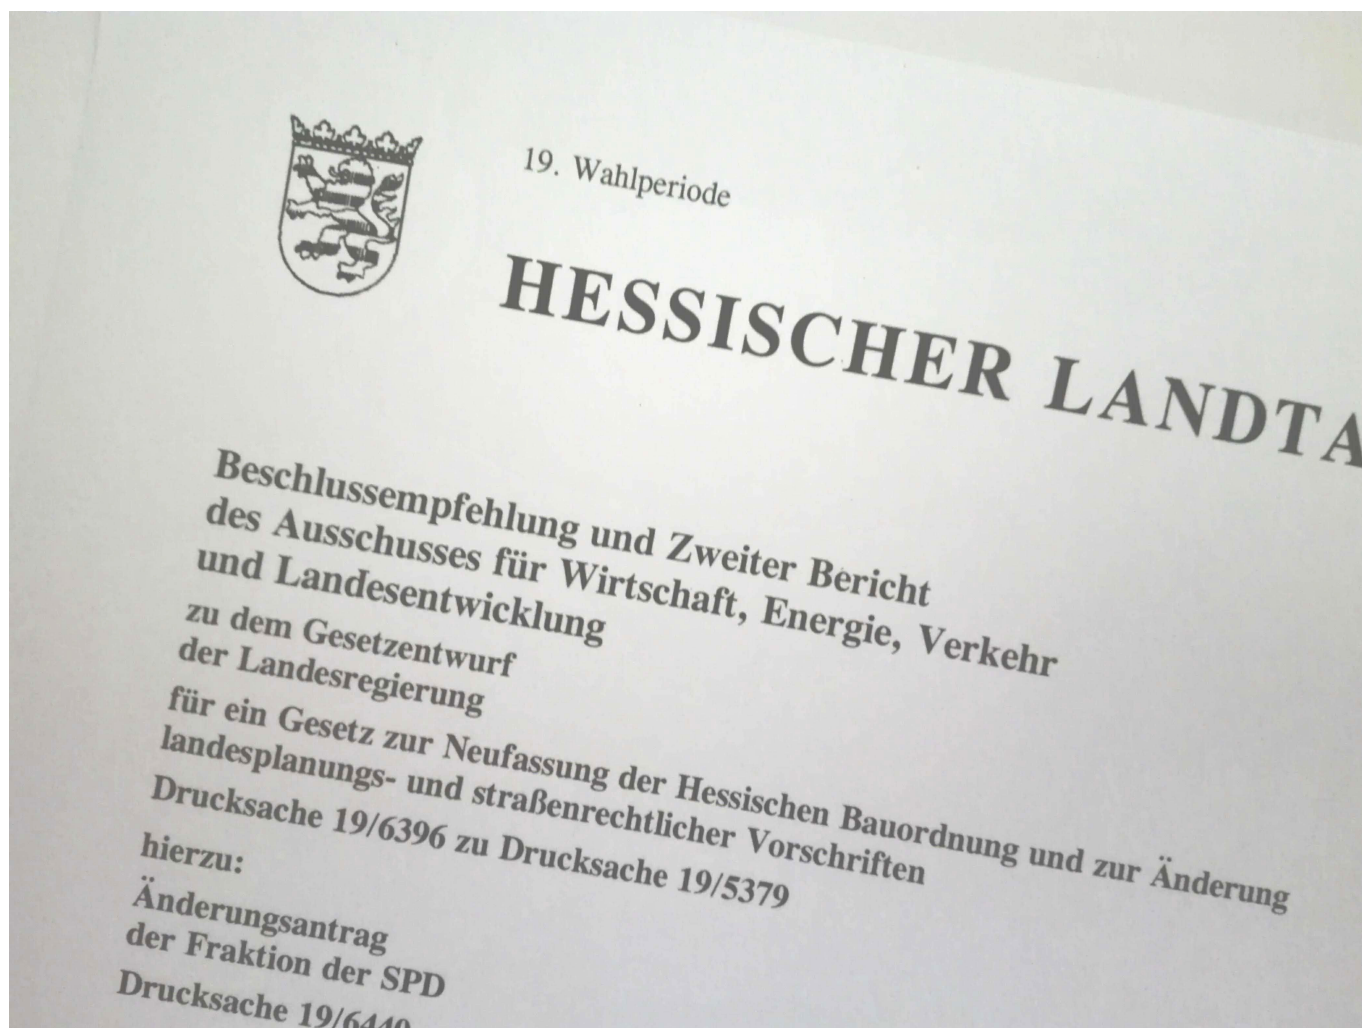 19. Wahlperiode
HESSISCHER LANDTA
Beschlussempfehlung und Zweiter Bericht
des Ausschusses für Wirtschaft, Energie, Verkehr
und Landesentwicklung
zu dem Gesetzentwurf
der Landesregierung
für ein Gesetz zur Neufassung der Hessischen Bauordnung und zur Änderung
landesplanungs- und straßenrechtlicher Vorschriften
Drucksache 19/6396 zu Drucksache 19/5379
hierzu:
Änderungsantrag
der Fraktion der SPD
Drucksache 19/6440